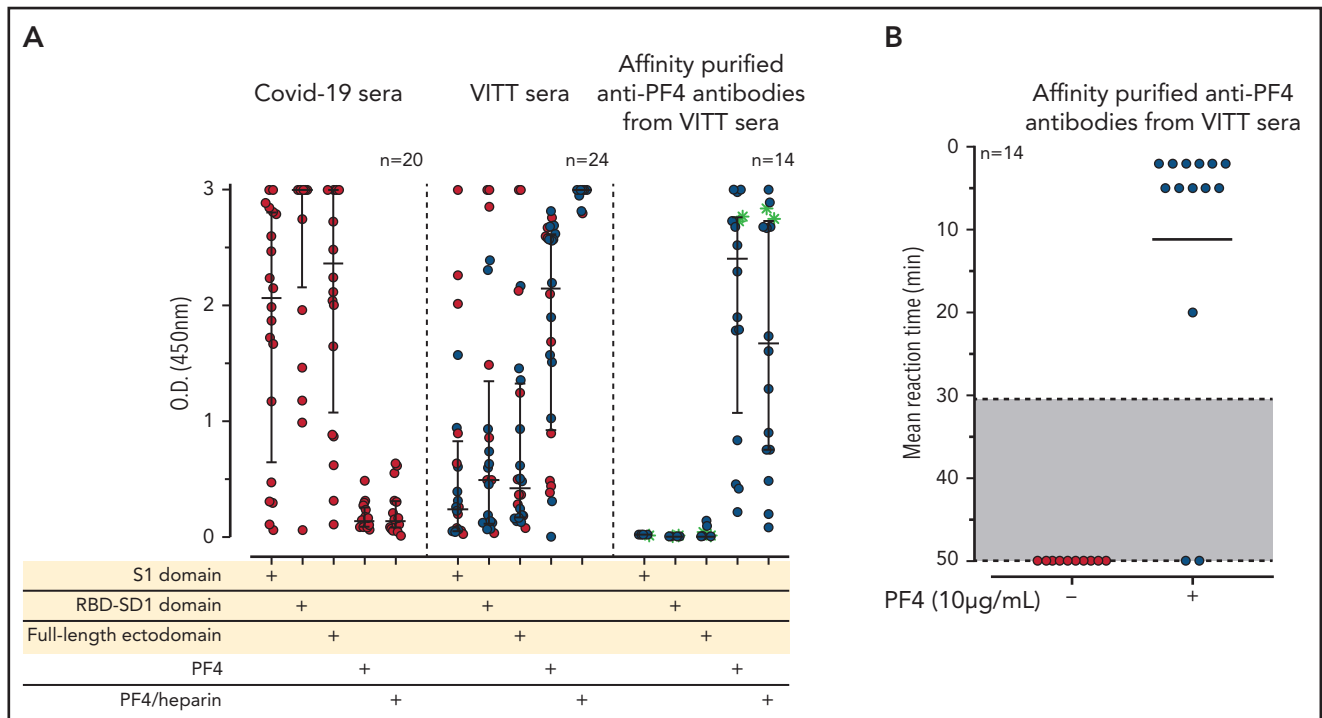 A
B
Covid-19 sera
VITT sera
Affinity purified
anti-PF4 antibodies
from VITT sera
n=20
n=24
n=14
O.D. (450nm)
3
2
1
0
S1 domain + + +
RBD-SD1 domain + + +
Full-length ectodomain + + +
PF4 + + +
PF4/heparin + + +
Affinity purified anti-PF4
antibodies from VITT sera
n=14
Mean reaction time (min)
0
10
20
30
40
50
PF4 (10μg/mL) − +